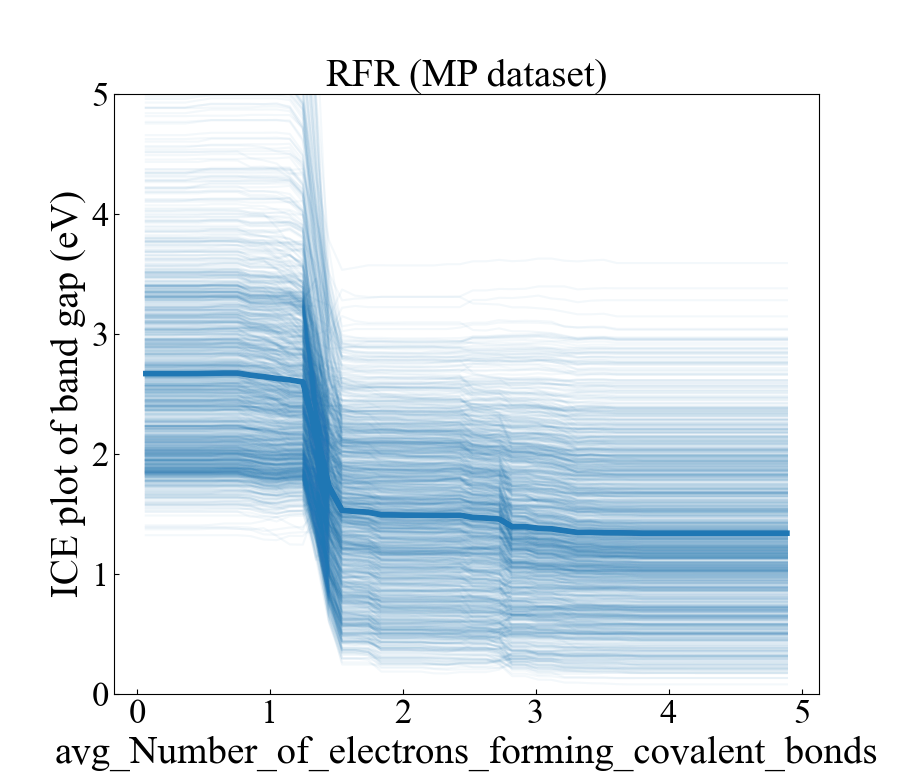 RFR (MP dataset)
5
4
3
2
1
0
ICE plot of band gap (eV)
0 1 2 3 4 5
avg_Number_of_electrons_forming_covalent_bonds